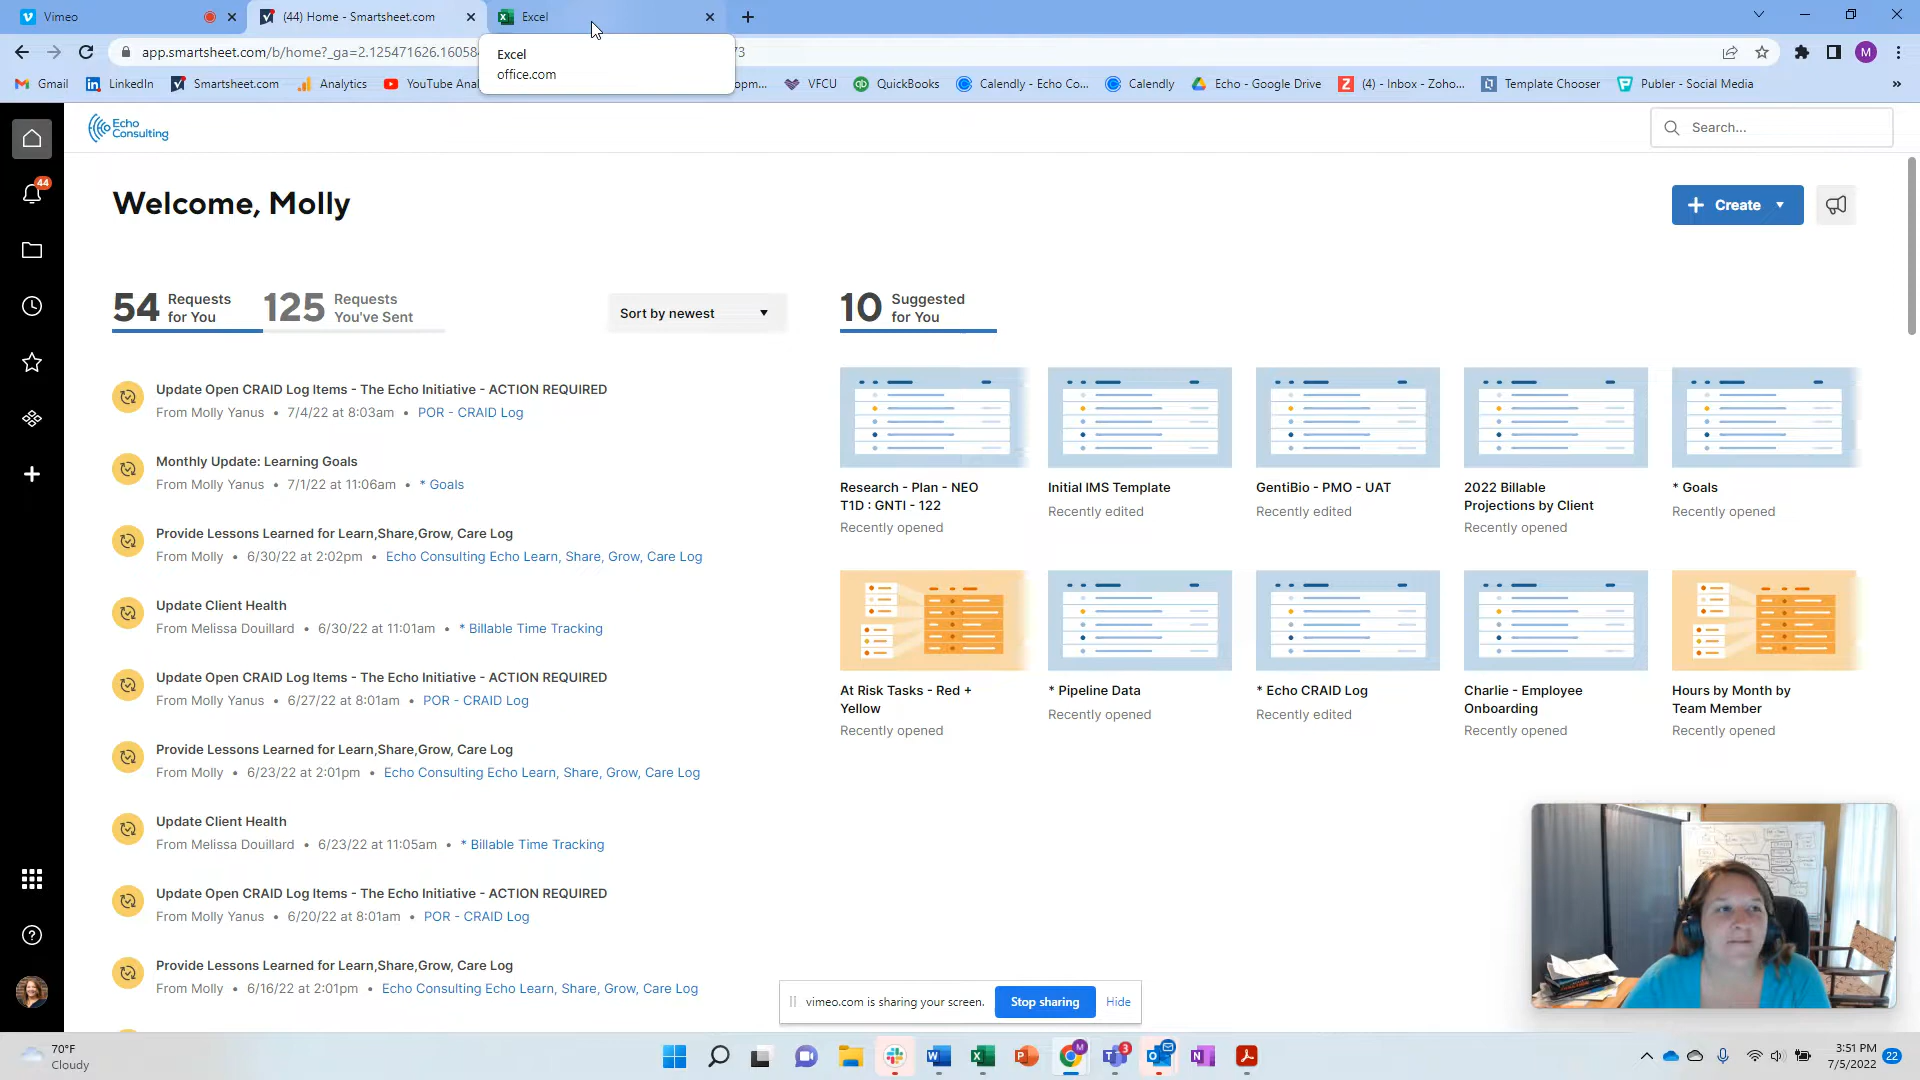 Vimeo
(44) Home - Smartsheet.com
Excel
app.smartsheet.com/b/home?_ga=2.125471626.16058
73
Excel
office.com
Gmail
LinkedIn
Smartsheet.com
Analytics
YouTube Anal
opm...
VFCU
QuickBooks
Calendly - Echo Co...
Calendly
Echo - Google Drive
(4) - Inbox - Zoho...
Template Chooser
Publer - Social Media
»
M
Echo
Consulting
Search...
44
Welcome, Molly
Create
54 Requests for You
125 Requests You've Sent
Sort by newest
10 Suggested for You
Update Open CRAID Log Items - The Echo Initiative - ACTION REQUIRED
From Molly Yanus • 7/4/22 at 8:03am • POR - CRAID Log
Monthly Update: Learning Goals
From Molly Yanus • 7/1/22 at 11:06am • * Goals
Provide Lessons Learned for Learn,Share,Grow, Care Log
From Molly • 6/30/22 at 2:02pm • Echo Consulting Echo Learn, Share, Grow, Care Log
Update Client Health
From Melissa Douillard • 6/30/22 at 11:01am • * Billable Time Tracking
Update Open CRAID Log Items - The Echo Initiative - ACTION REQUIRED
From Molly Yanus • 6/27/22 at 8:01am • POR - CRAID Log
Provide Lessons Learned for Learn,Share,Grow, Care Log
From Molly • 6/23/22 at 2:01pm • Echo Consulting Echo Learn, Share, Grow, Care Log
Update Client Health
From Melissa Douillard • 6/23/22 at 11:05am • * Billable Time Tracking
Update Open CRAID Log Items - The Echo Initiative - ACTION REQUIRED
From Molly Yanus • 6/20/22 at 8:01am • POR - CRAID Log
Provide Lessons Learned for Learn,Share,Grow, Care Log
From Molly • 6/16/22 at 2:01pm • Echo Consulting Echo Learn, Share, Grow, Care Log
Research - Plan - NEO
T1D : GNTI - 122
Recently opened
Initial IMS Template
Recently edited
GentiBio - PMO - UAT
Recently edited
2022 Billable
Projections by Client
Recently opened
* Goals
Recently opened
At Risk Tasks - Red +
Yellow
Recently opened
* Pipeline Data
Recently opened
* Echo CRAID Log
Recently edited
Charlie - Employee
Onboarding
Recently opened
Hours by Month by
Team Member
Recently opened
vimeo.com is sharing your screen.
Stop sharing
Hide
70°F
Cloudy
M
3
3:51 PM
7/5/2022
22